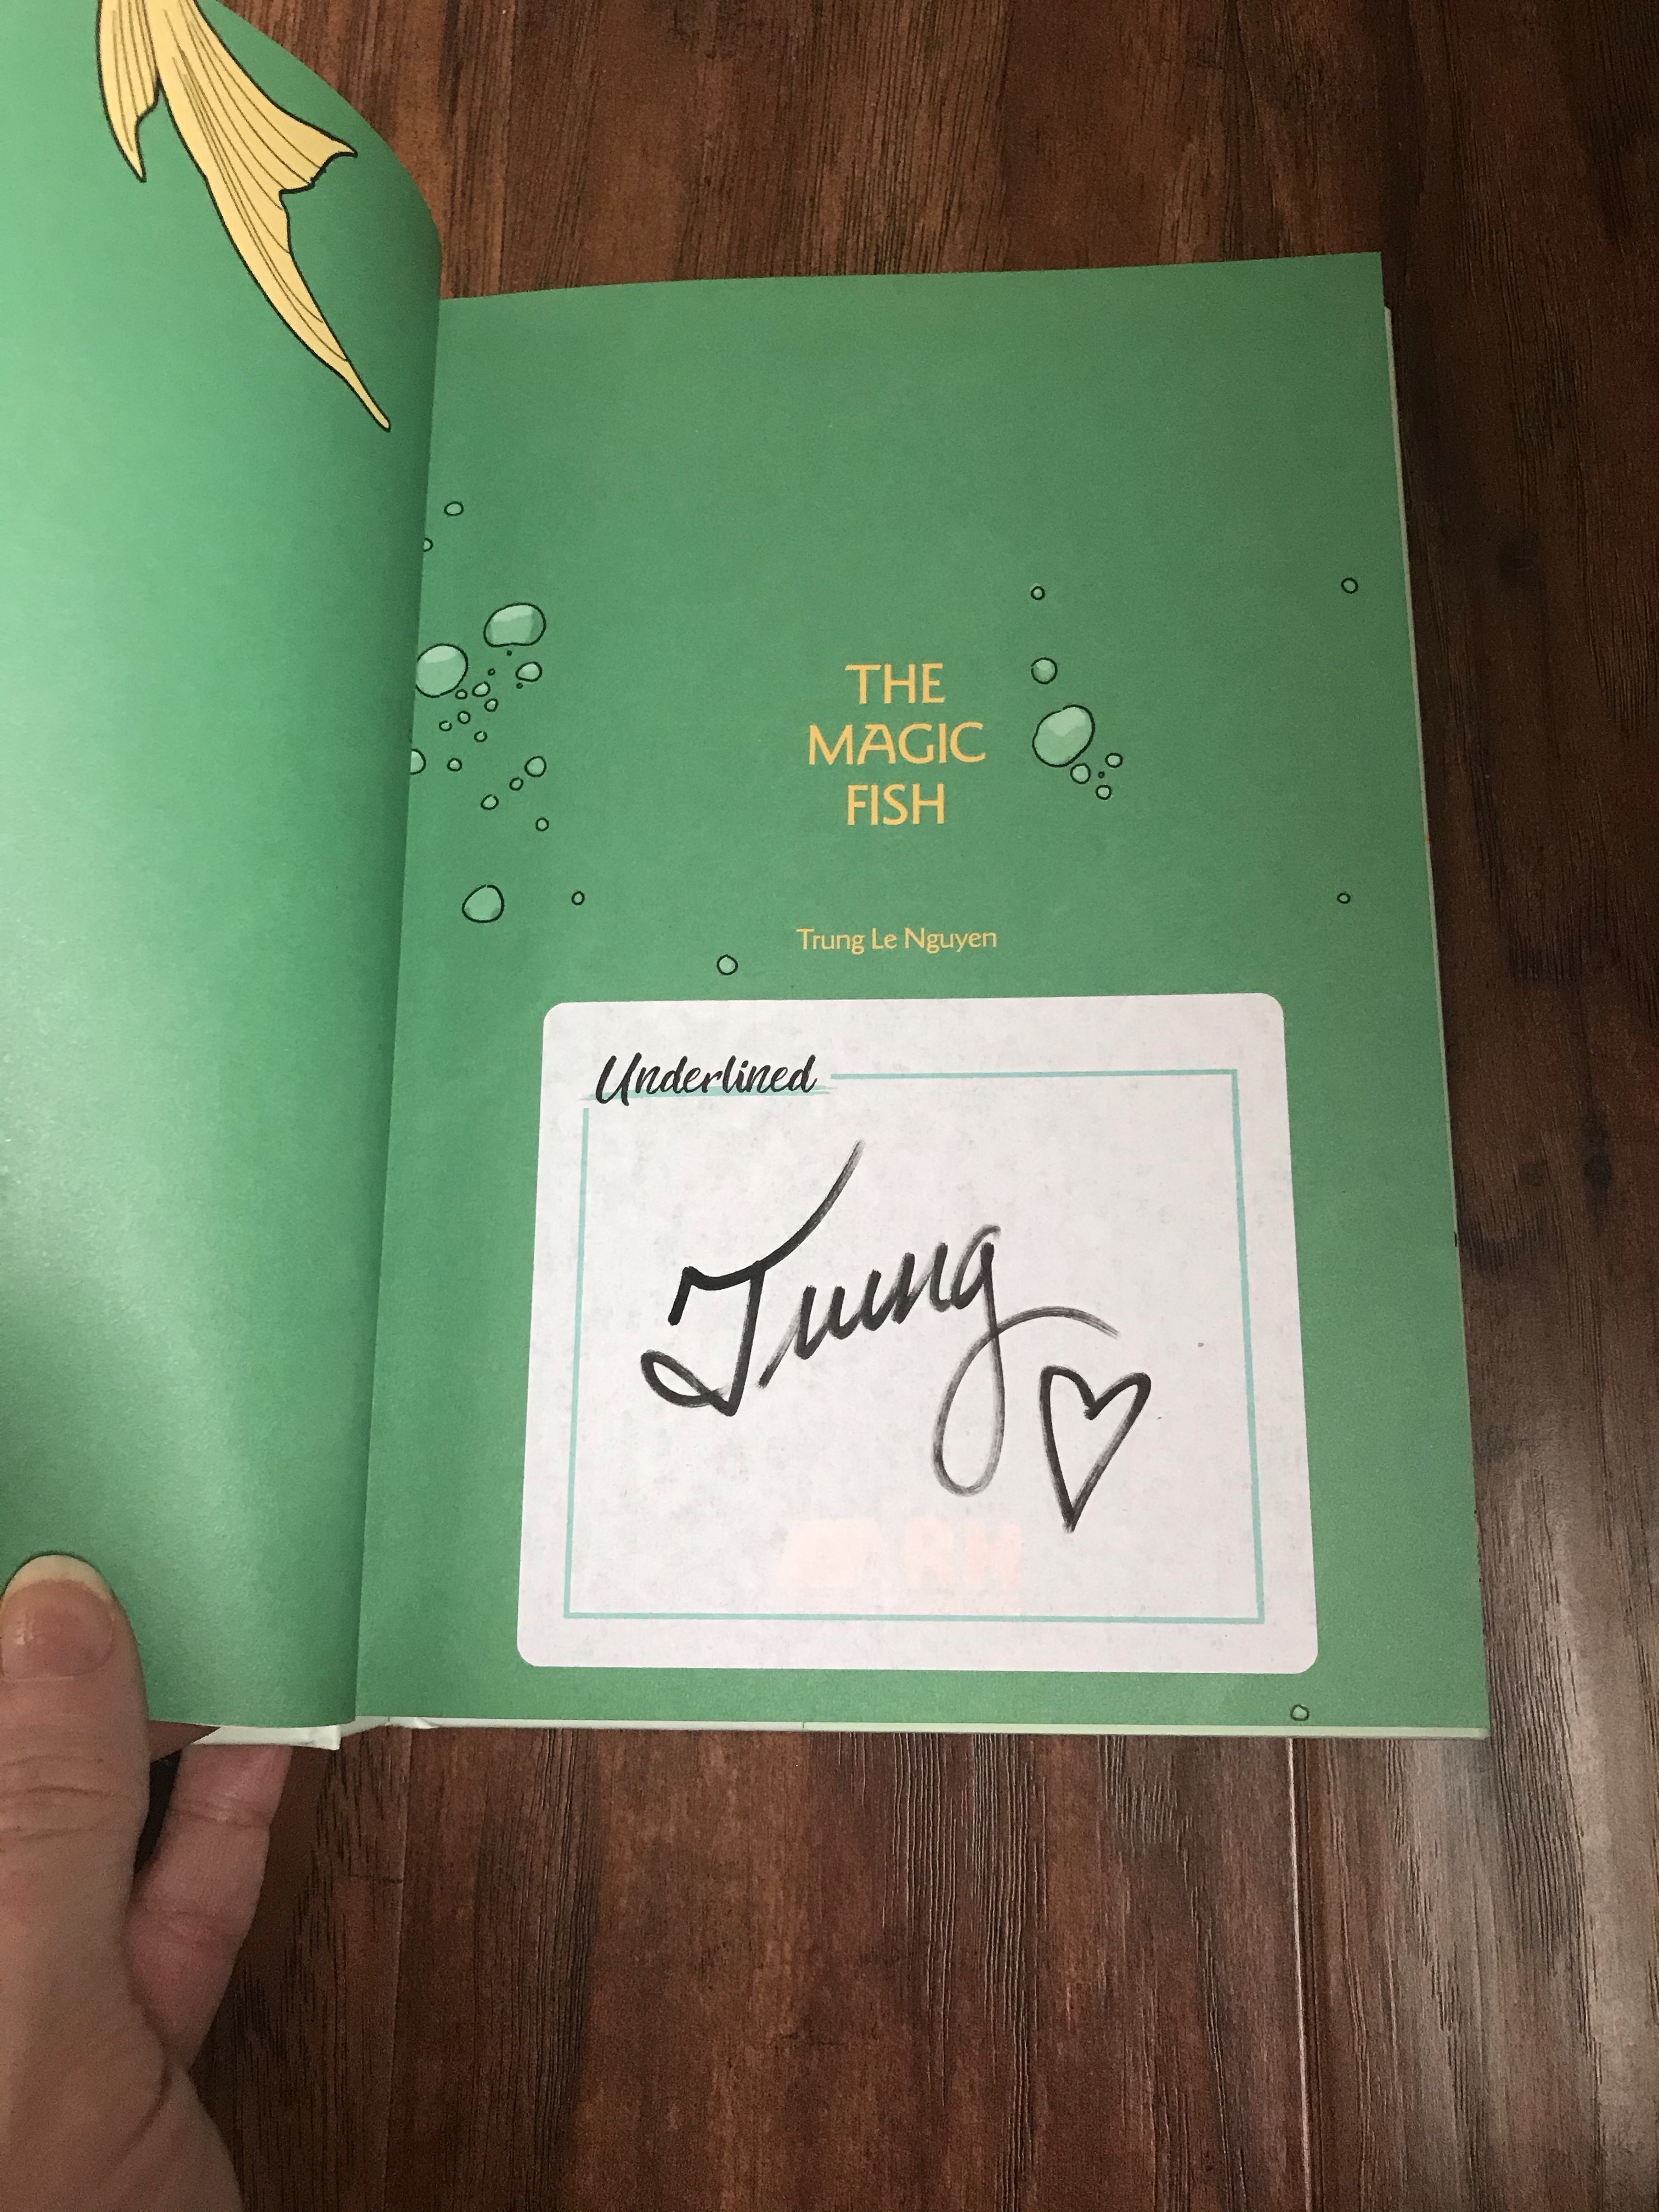 THE
MAGIC
FISH
Trung Le Nguyen
Underlined
Trung